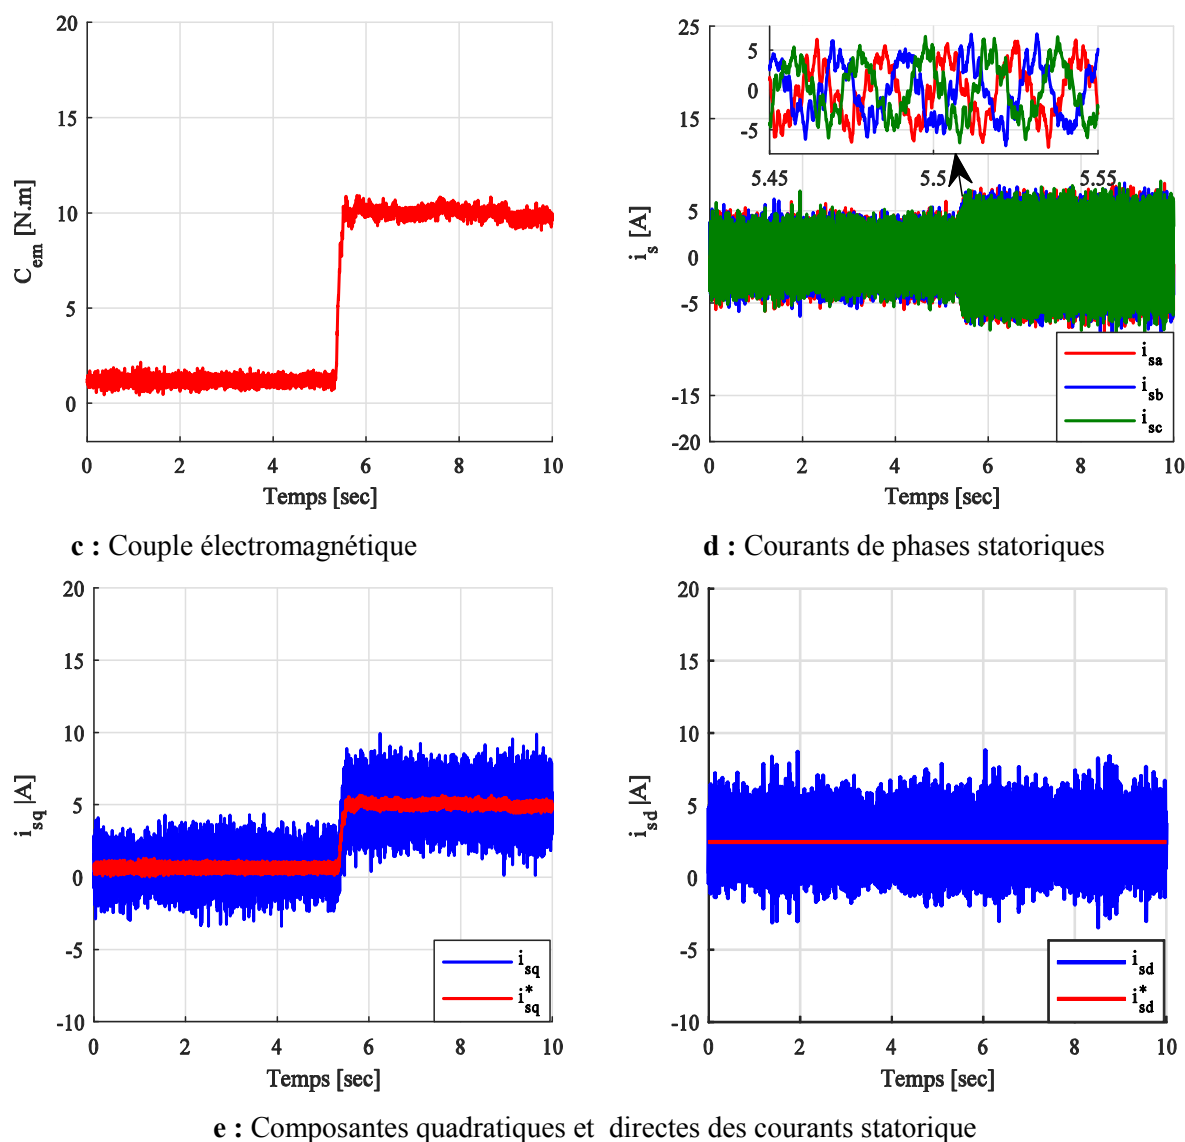 20
15
10
5
0
C_em [N.m]
0 2 4 6 8 10
Temps [sec]
c : Couple électromagnétique
25
15
5
0
-5
-15
-20
i_s [A]
5
0
-5
5.45 5.5 5.55
i_sa
i_sb
i_sc
0 2 4 6 8 10
Temps [sec]
d : Courants de phases statoriques
20
15
10
5
0
-5
-10
i_sq |A]
i_sq
i*_sq
0 2 4 6 8 10
Temps [sec]
20
15
10
5
0
-5
-10
i_sd |A]
i_sd
i*_sd
0 2 4 6 8 10
Temps [sec]
e : Composantes quadratiques et directes des courants statorique